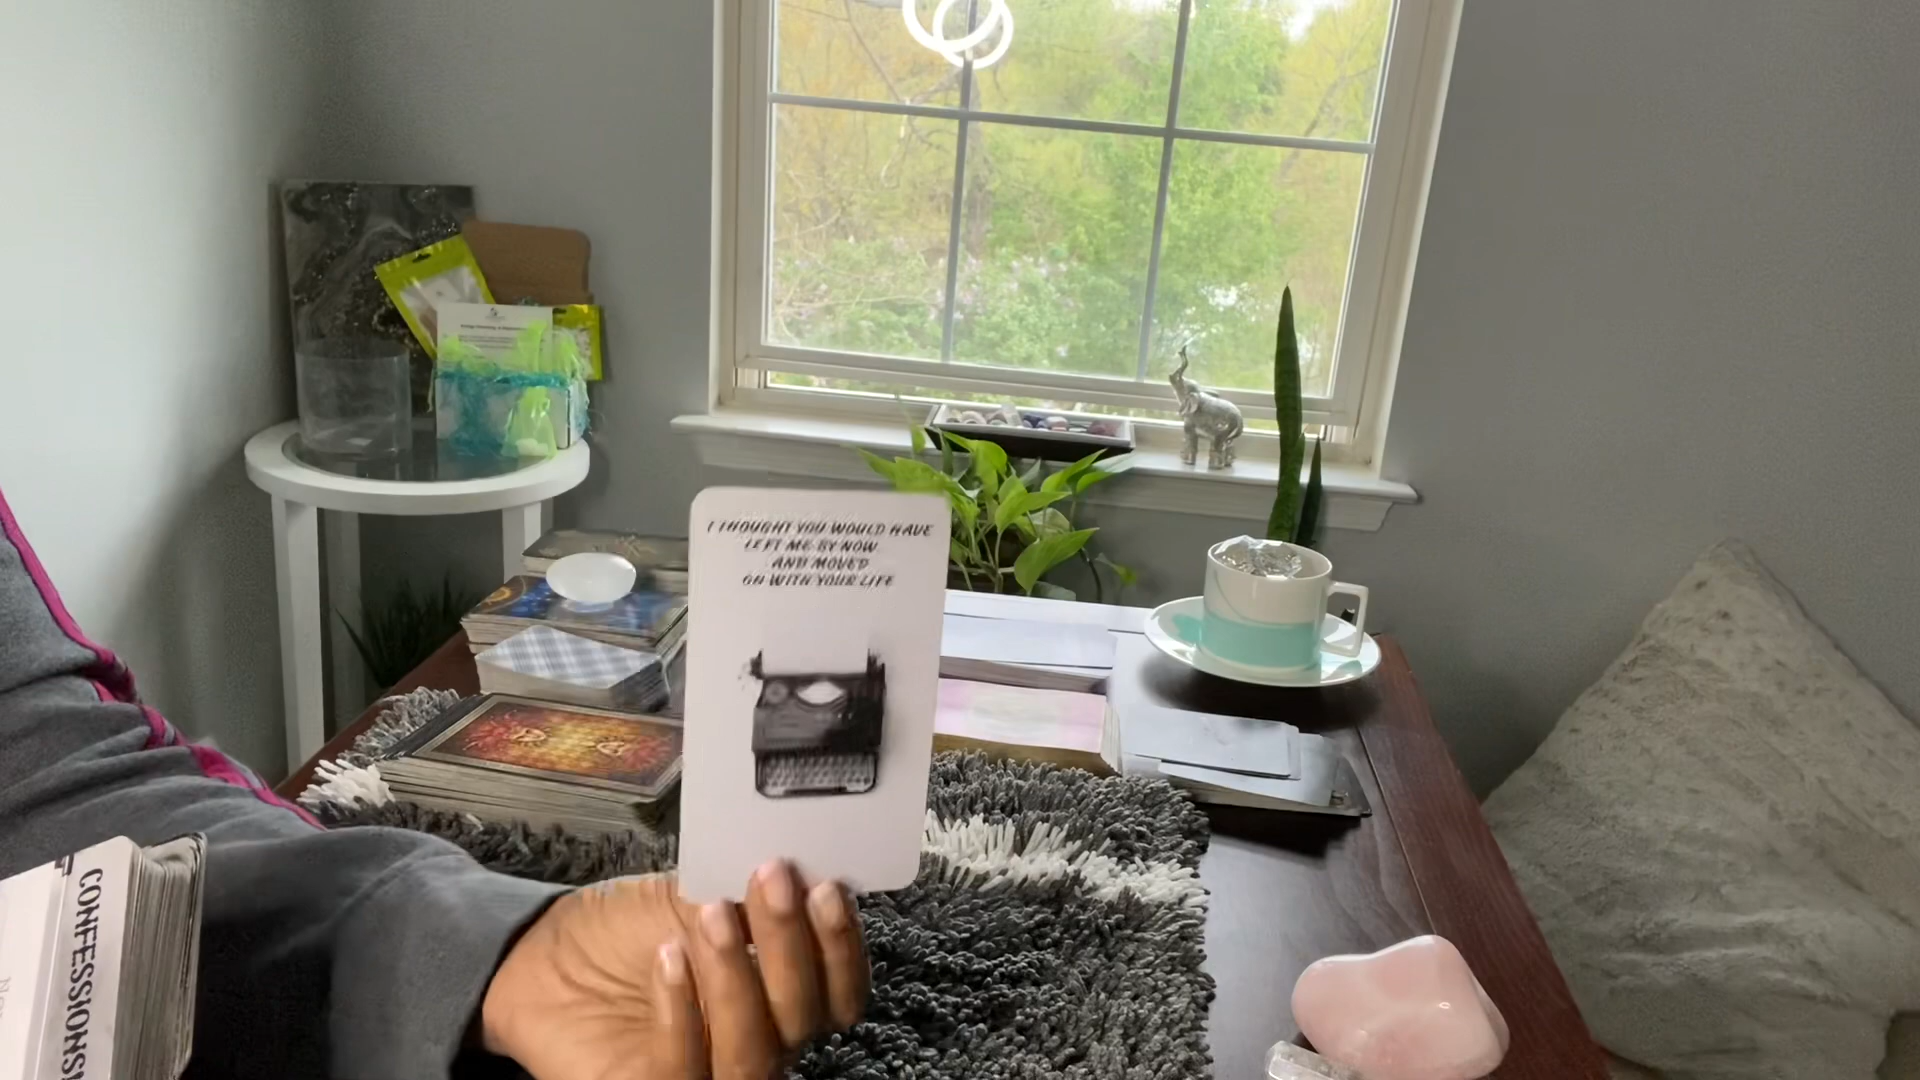 I THOUGHT YOU WOULD HAVE
LEFT ME BY NOW
AND MOVED
ON WITH YOUR LIFE
CONFESSIONS